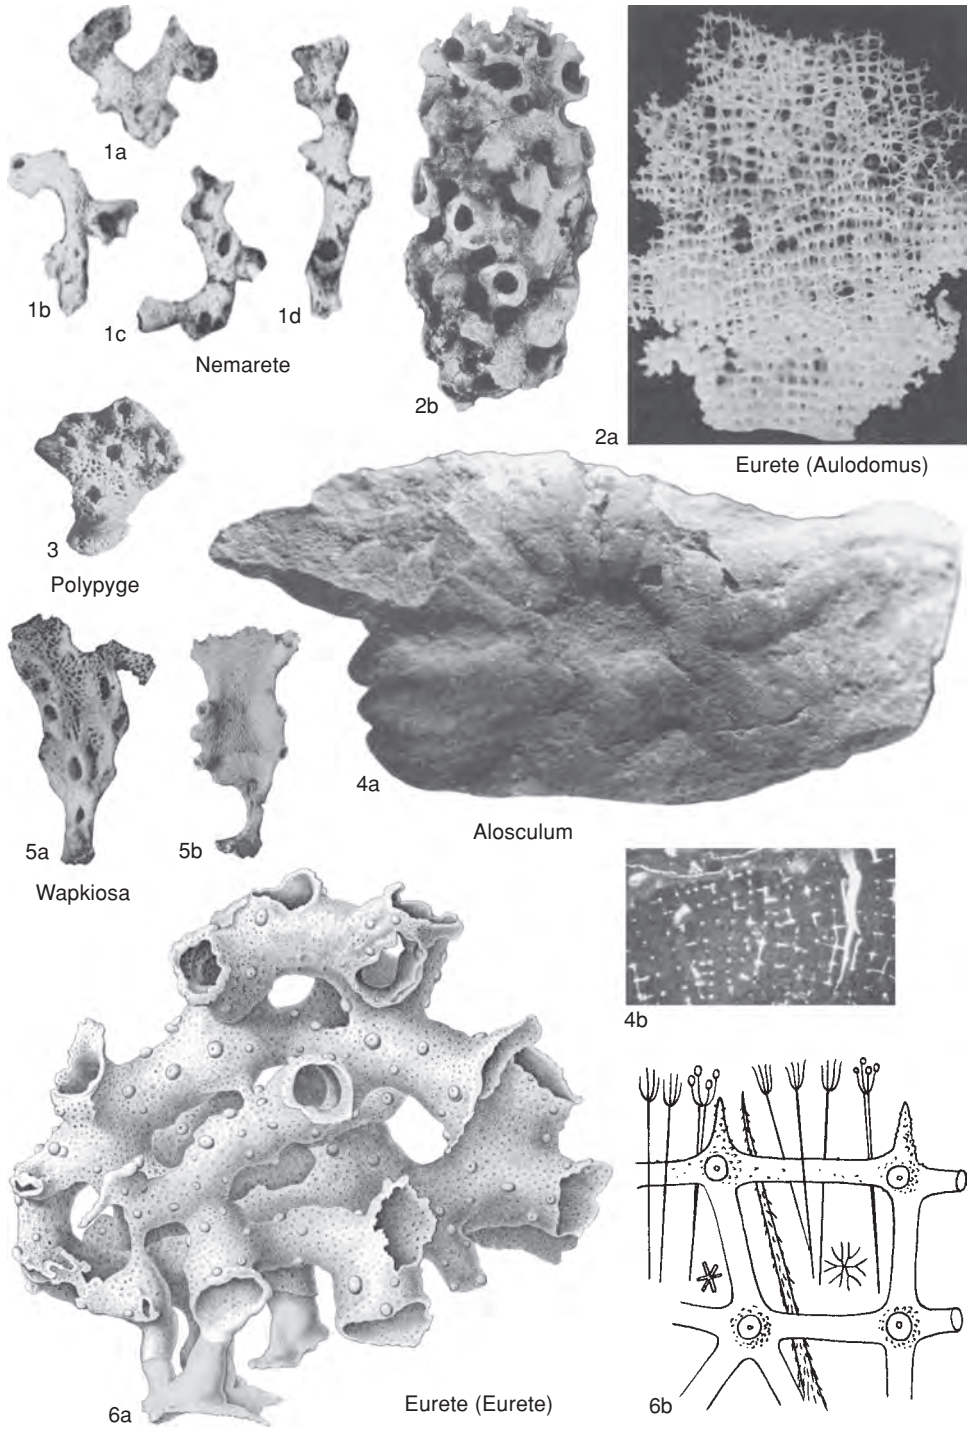 1a
1b
1c
1d
Nemarete
2b
2a
Eurete (Aulodomus)
3
Polypyge
4a
Alosculum
5a
5b
Wapkiosa
4b
6a
Eurete (Eurete)
6b